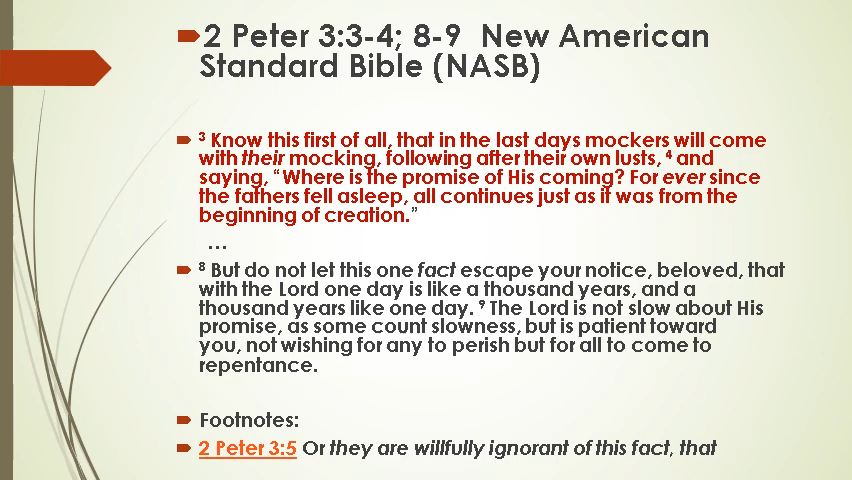 2 Peter 3:3-4; 8-9  New American
Standard Bible (NASB)
3 Know this first of all, that in the last days mockers will come
with their mocking, following after their own lusts, 4 and
saying, “Where is the promise of His coming? For ever since
the fathers fell asleep, all continues just as it was from the
beginning of creation.”
…
8 But do not let this one fact escape your notice, beloved, that
with the Lord one day is like a thousand years, and a
thousand years like one day. 9 The Lord is not slow about His
promise, as some count slowness, but is patient toward
you, not wishing for any to perish but for all to come to
repentance.
Footnotes:
2 Peter 3:5 Or they are willfully ignorant of this fact, that